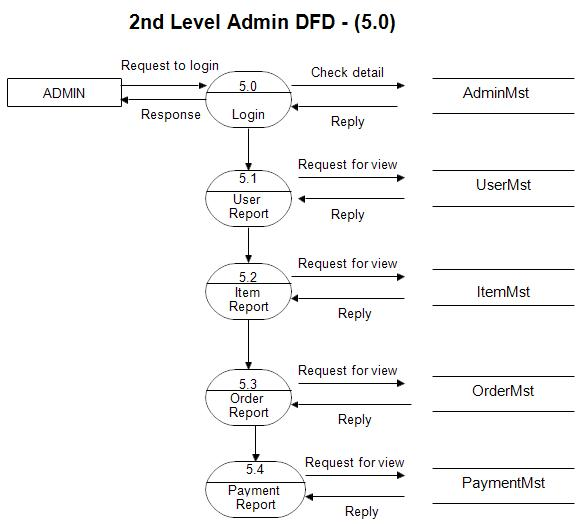 2nd Level Admin DFD - (5.0)
Request to login
Check detail
5.0
ADMIN
AdminMst
Login
Response
Reply
Request for view
5.1
UserMst
User
Report
Reply
Request for view
5.2
Item
Report
ItemMst
Reply
Request for view
5.3
OrderMst
Order
Report
Reply
Request for view
5.4
PaymentMst
Payment
Report
Reply